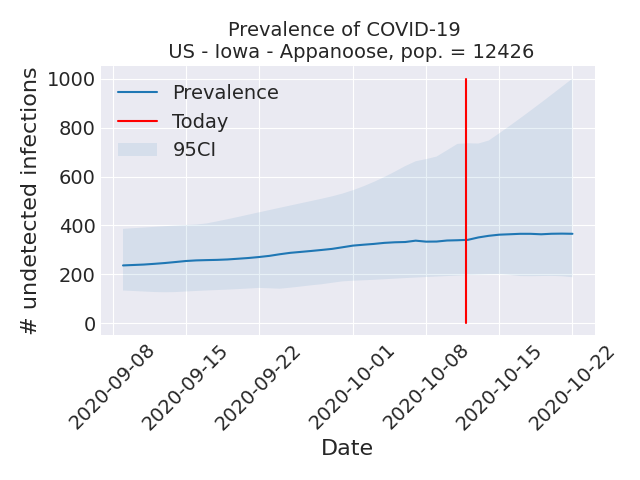 Prevalence of COVID-19
US - Iowa - Appanoose, pop. = 12426
# undetected infections
1000
800
600
400
200
0
Prevalence
Today
95CI
2020-09-08
2020-09-15
2020-09-22
2020-10-01
2020-10-08
2020-10-15
2020-10-22
Date